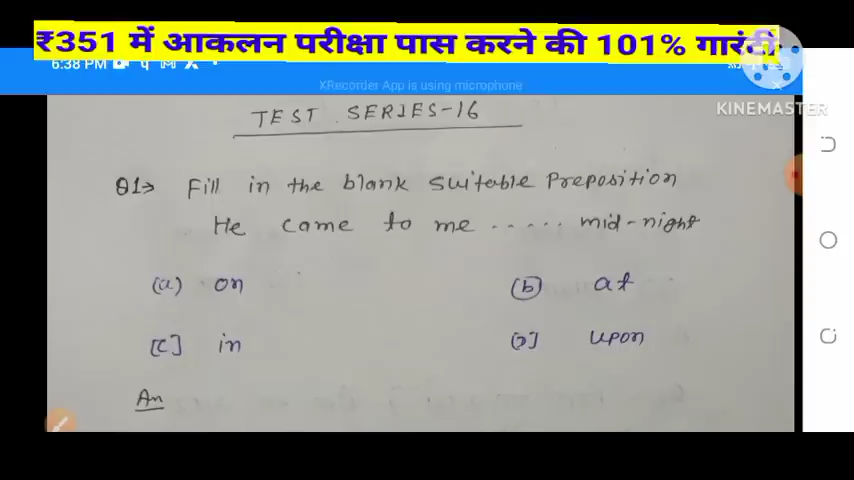 ₹351 में आकलन परीक्षा पास करने की 101% गारंटी
6:38 PM
XRecorder App is using microphone
KINEMASTER
TEST SERIES-16
Q1→ Fill in the blank suitable Preposition
He came to me ..... mid-night
(a) on (b) at
[c] in [D] upon
An